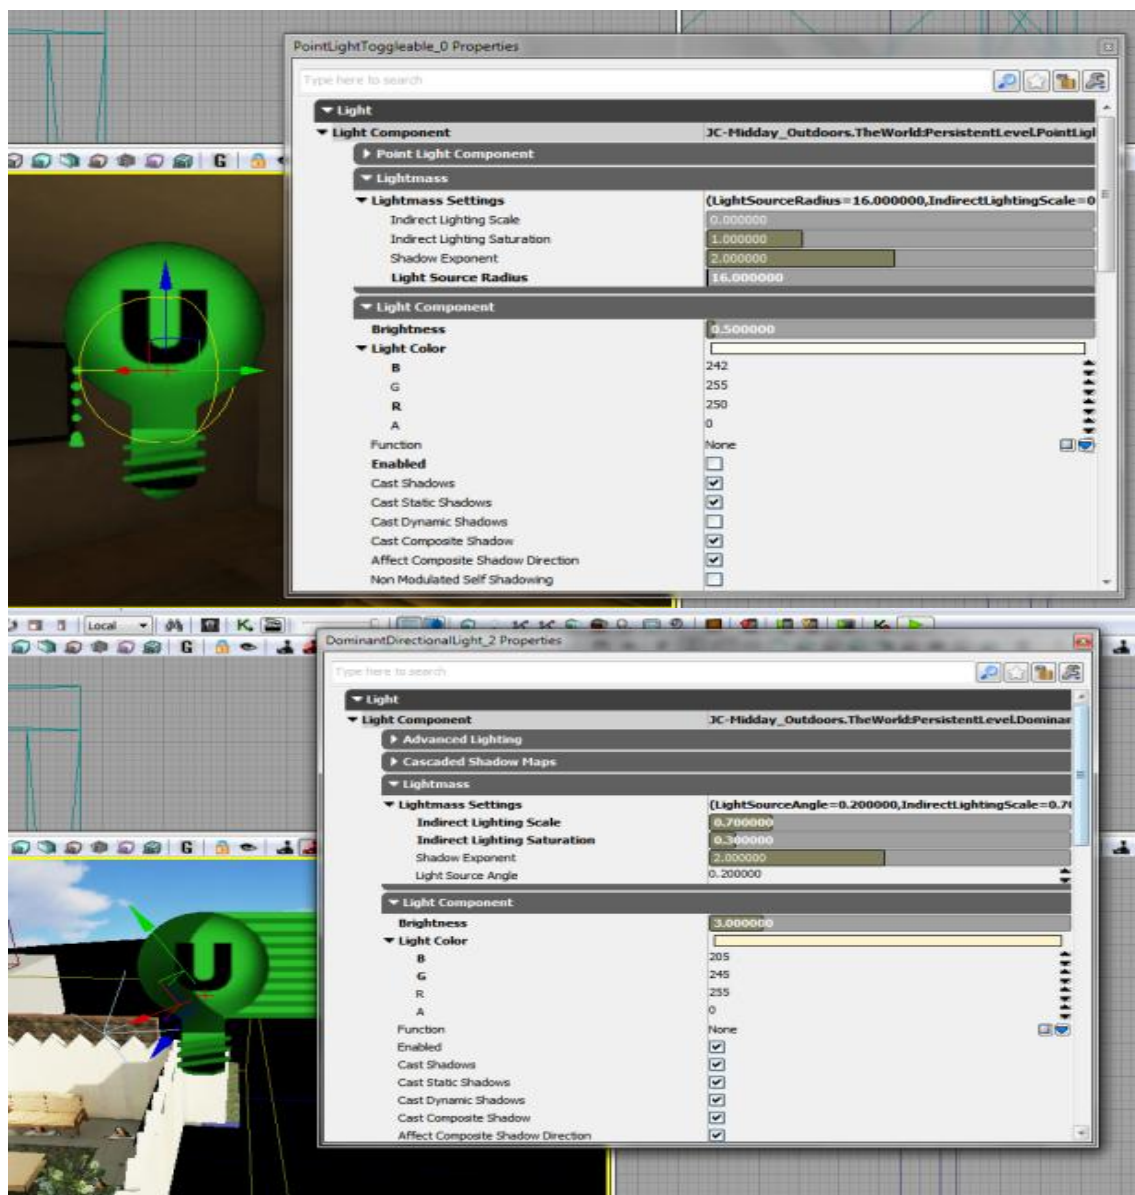 PointLightToggleable_0 Properties
Type here to search
Light
Light Component JC-Midday_Outdoors.TheWorld:PersistentLevel.PointLigl
Point Light Component
G
Lightmass
Lightmass Settings (LightSourceRadius=16.000000,IndirectLightingScale=0
Indirect Lighting Scale 0.000000
Indirect Lighting Saturation 1.000000
Shadow Exponent 2.000000
Light Source Radius 16.000000
U
Light Component
Brightness 0.500000
Light Color
B 242
G 255
R 250
A 0
Function None
Enabled
Cast Shadows
Cast Static Shadows
Cast Dynamic Shadows
Cast Composite Shadow
Affect Composite Shadow Direction
Non Modulated Self Shadowing
Local
DominantDirectionalLight_2 Properties
G
Type here to search
Light
Light Component JC-Midday_Outdoors.TheWorld:PersistentLevel.Dominar
Advanced Lighting
Cascaded Shadow Maps
Lightmass
Lightmass Settings (LightSourceAngle=0.200000,IndirectLightingScale=0.70
Indirect Lighting Scale 0.700000
Indirect Lighting Saturation 0.300000
G
Shadow Exponent 2.000000
Light Source Angle 0.200000
Light Component
Brightness 3.000000
Light Color
U
B 205
G 245
R 255
A 0
Function None
Enabled
Cast Shadows
Cast Static Shadows
Cast Dynamic Shadows
Cast Composite Shadow
Affect Composite Shadow Direction